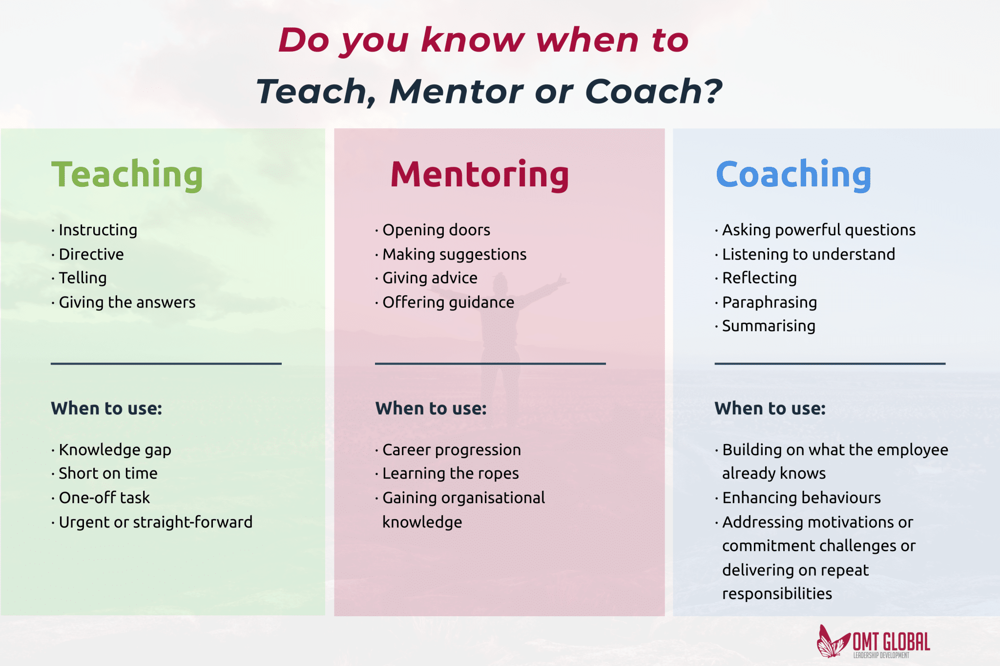 Do you know when to
Teach, Mentor or Coach?
Teaching
· Instructing
· Directive
· Telling
· Giving the answers
When to use:
· Knowledge gap
· Short on time
· One-off task
· Urgent or straight-forward
Mentoring
· Opening doors
· Making suggestions
· Giving advice
· Offering guidance
When to use:
· Career progression
· Learning the ropes
· Gaining organisational
knowledge
Coaching
· Asking powerful questions
· Listening to understand
· Reflecting
· Paraphrasing
· Summarising
When to use:
· Building on what the employee
already knows
· Enhancing behaviours
· Addressing motivations or
commitment challenges or
delivering on repeat
responsibilities
OMT GLOBAL
LEADERSHIP DEVELOPMENT